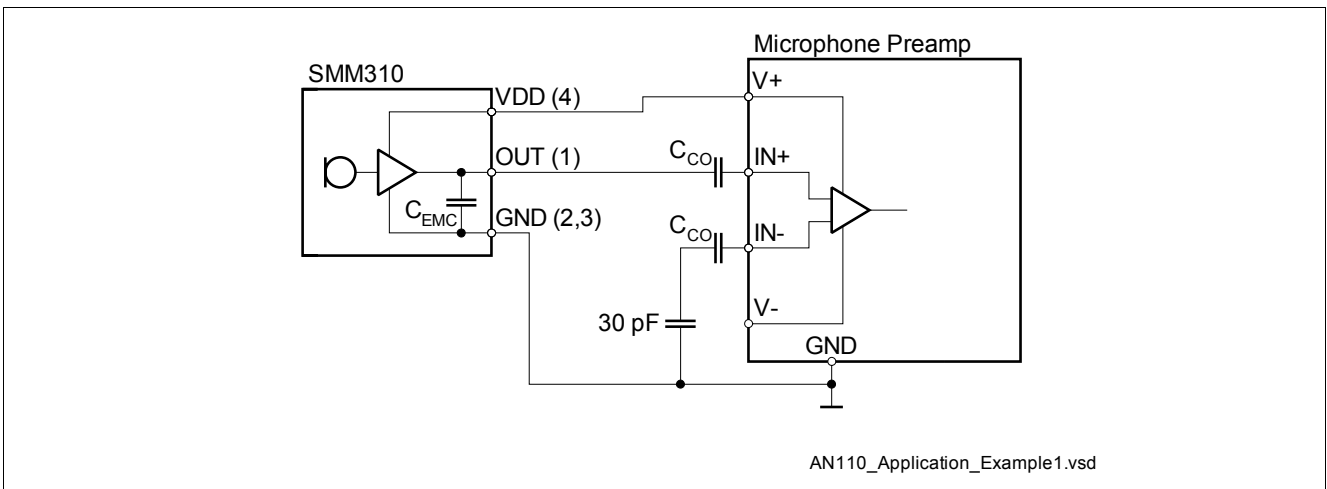 Microphone Preamp
SMM310
V+
VDD (4)
OUT (1)
C_CO
IN+
C_EMC
GND (2,3)
C_CO
IN-
V-
30 pF
GND
AN110_Application_Example1.vsd